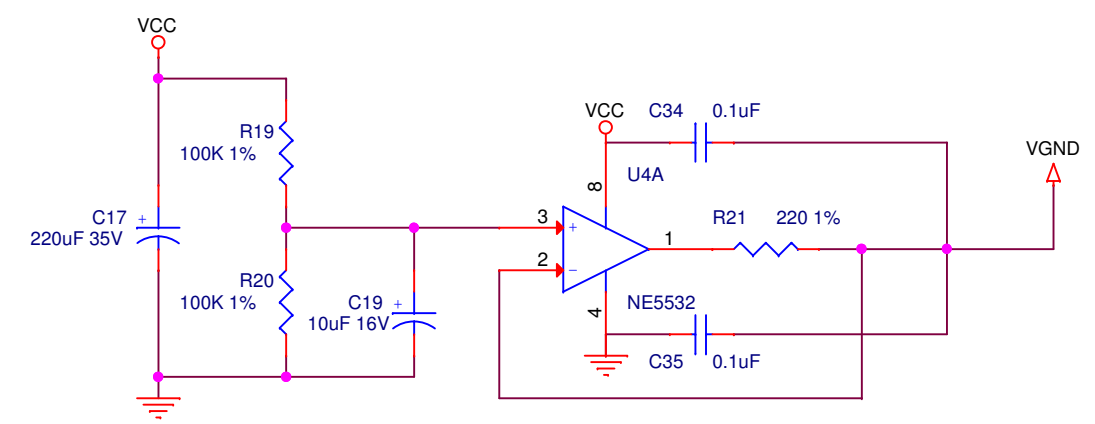 VCC
R19
100K 1%
C17
+
220uF 35V
R20
100K 1%
C19
+
10uF 16V
VCC
C34 0.1uF
8
U4A
3
+
2
−
1
4
NE5532
R21 220 1%
C35 0.1uF
VGND